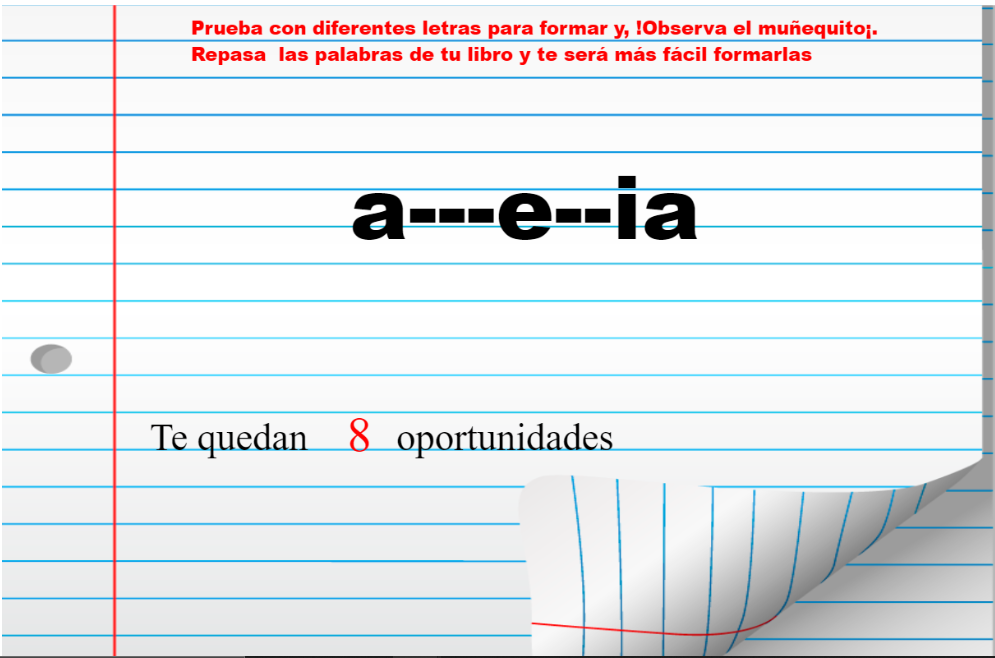 Prueba con diferentes letras para formar y, !Observa el muñequito¡.
Repasa  las palabras de tu libro y te será más fácil formarlas
a---e--ia
Te quedan 8 oportunidades